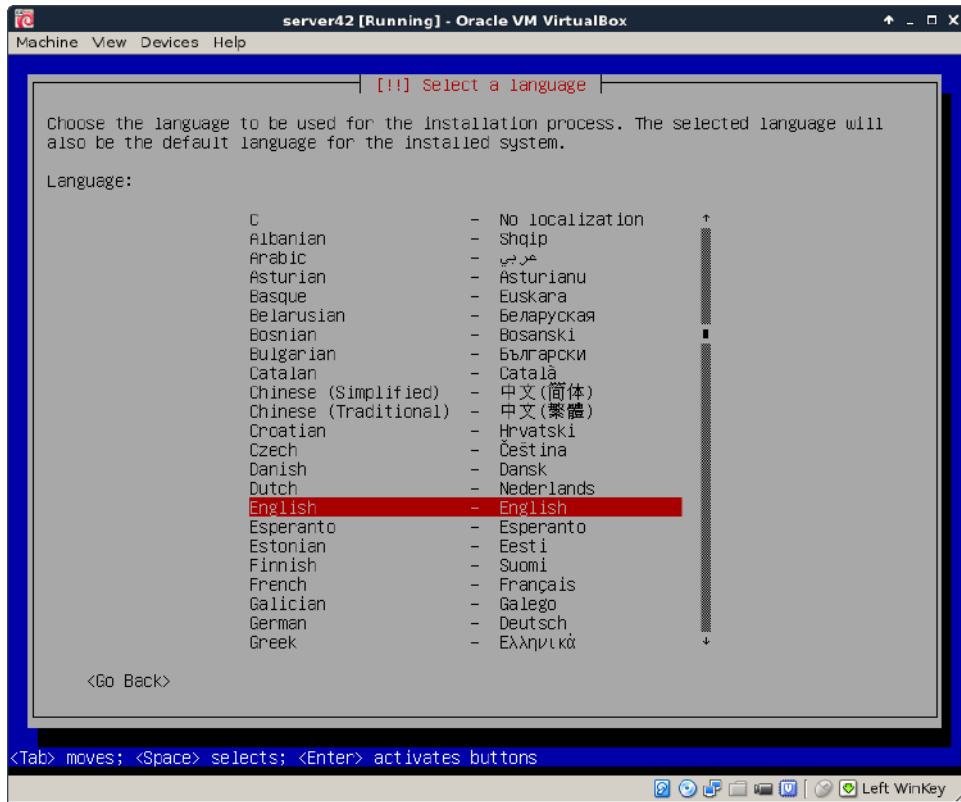 server42 [Running] - Oracle VM VirtualBox
Machine View Devices Help
[!!] Select a language
Choose the language to be used for the installation process. The selected language will
also be the default language for the installed system.
Language:
C - No localization
Albanian - Shqip
Arabic - عربي
Asturian - Asturianu
Basque - Euskara
Belarusian - Беларуская
Bosnian - Bosanski
Bulgarian - Български
Catalan - Català
Chinese (Simplified) - 中文(简体)
Chinese (Traditional) - 中文(繁體)
Croatian - Hrvatski
Czech - Čeština
Danish - Dansk
Dutch - Nederlands
English - English
Esperanto - Esperanto
Estonian - Eesti
Finnish - Suomi
French - Français
Galician - Galego
German - Deutsch
Greek - Ελληνικά
<Go Back>
<Tab> moves; <Space> selects; <Enter> activates buttons
Left WinKey